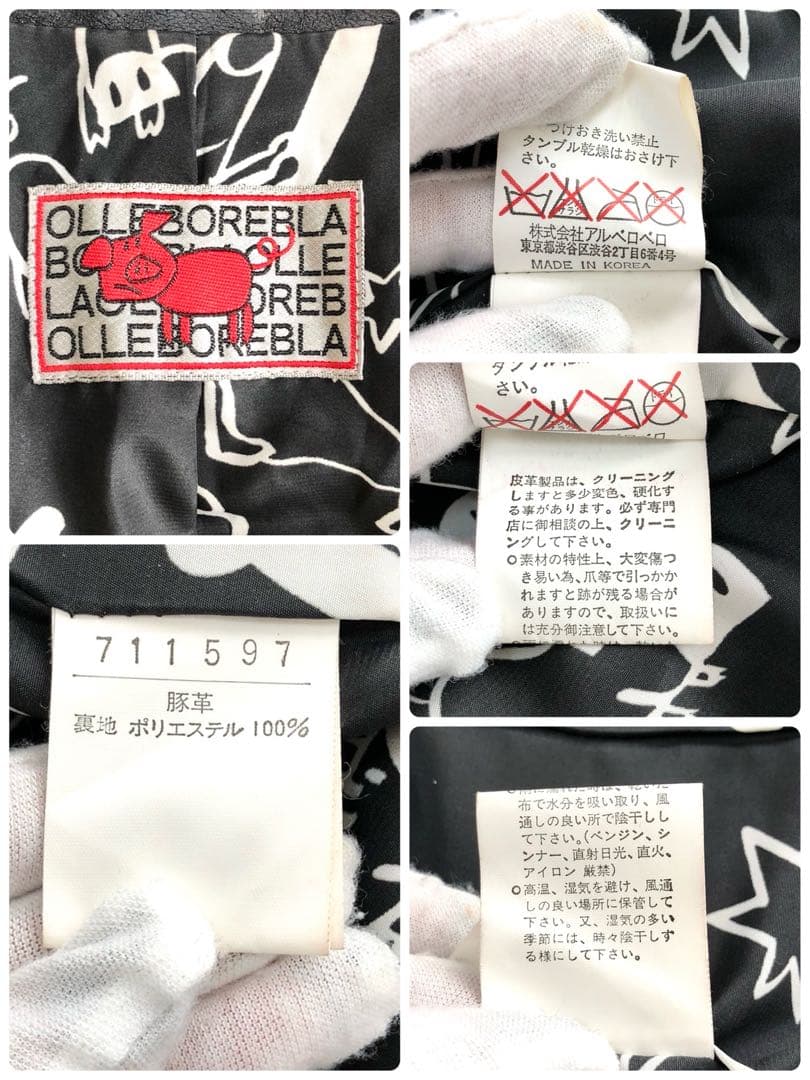 OLLEBOREBLA
BO LAOLLE
LAOL OREB
OLLEBOREBLA
つけおき洗い禁止
タンブル乾燥はおさけ下
さい。
株式会社アルベロベロ
東京都渋谷区渋谷2丁目6番4号
MADE IN KOREA
さい。
皮革製品は、クリーニング
しますと多少変色、硬化す
る事があります。必ず専門
店に御相談の上、クリーニ
ングして下さい。
○素材の特性上、大変傷つ
き易い為、爪等で引っかか
れますと跡が残る場合が
ありますので、取扱いに
は充分御注意して下さい。
711597
豚革
裏地 ポリエステル 100%
布で水分を吸い取り、風
通しの良い所で陰干しし
て下さい。(ベンジン、シ
ンナー、直射日光、直火、
アイロン 厳禁)
○高温、湿気を避け、風通
しの良い場所に保管して
下さい。又、湿気の多い
季節には、時々陰干しす
る様にして下さい。